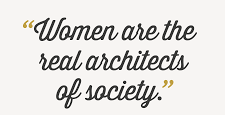 “Women are the
real architects
of society.”